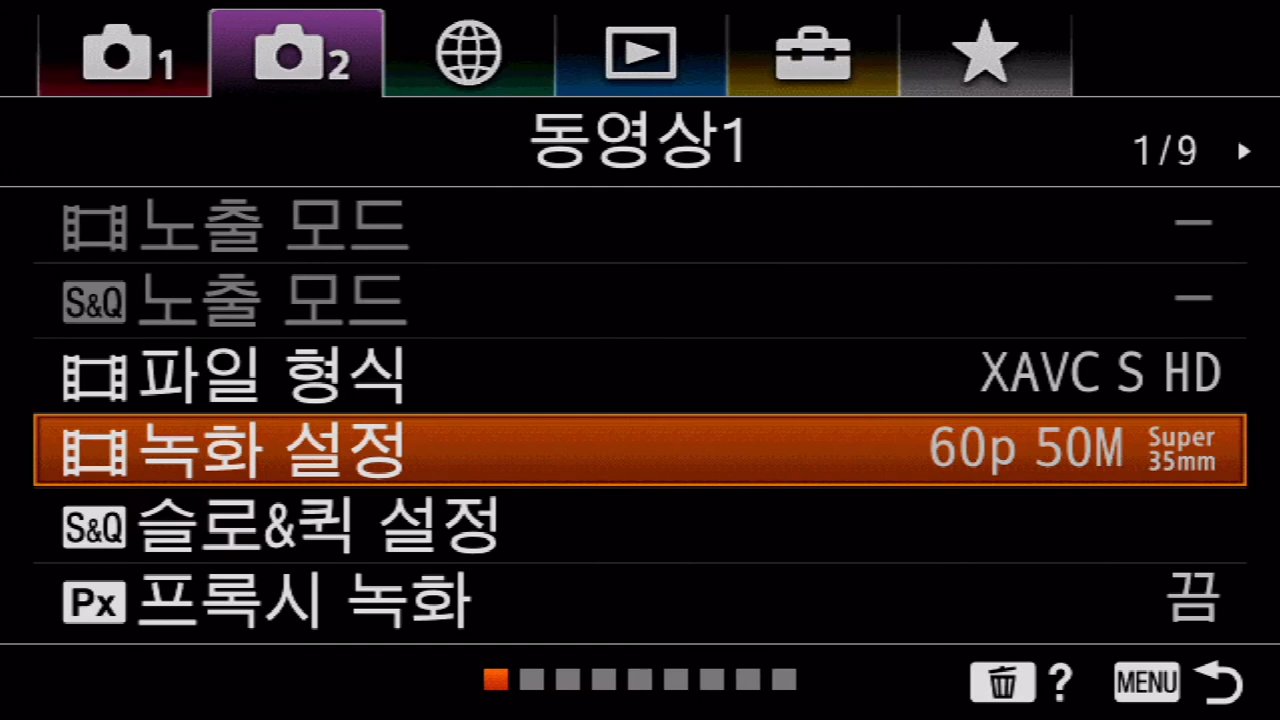 1 2
동영상1 1/9
노출 모드 –
S&Q 노출 모드 –
파일 형식 XAVC S HD
녹화 설정 60p 50M Super 35mm
S&Q 슬로&퀵 설정
Px 프록시 녹화 끔
? MENU